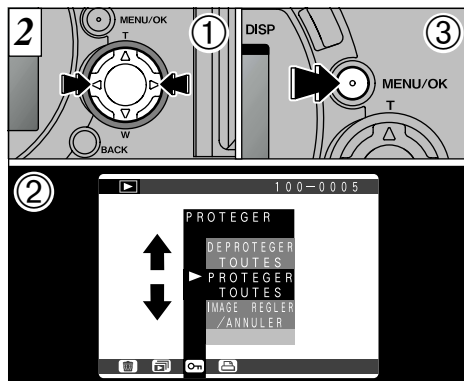 2
①
MENU/OK
T
W
BACK
③
DISP
MENU/OK
T
②
100-0005
PROTEGER
DEPROTEGER
TOUTES
PROTEGER
TOUTES
IMAGE REGLER
/ANNULER